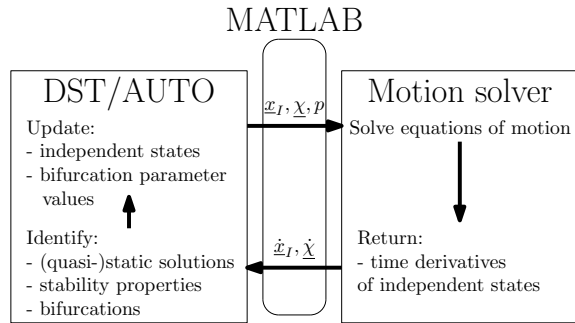 MATLAB
DST/AUTO
Update:
- independent states
- bifurcation parameter
values
Identify:
- (quasi-)static solutions
- stability properties
- bifurcations
x_I, χ, p
ẋ_I, χ̇
Motion solver
Solve equations of motion
Return:
- time derivatives
of independent states